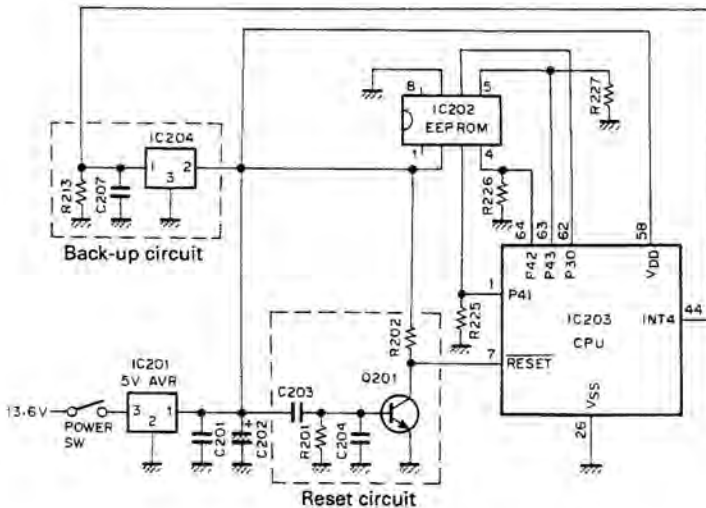 8
5
IC202
EEPROM
1
4
R227
IC204
1
2
3
R213
C207
Back-up circuit
R226
64
63
62
58
P42
P43
P30
VDD
1
P41
R225
IC203
CPU
INT4
44
R202
7
RESET
VSS
26
IC201
5V AVR
13.6V
POWER
SW
3
1
2
C201
C202
+
C203
R201
C204
Q201
Reset circuit